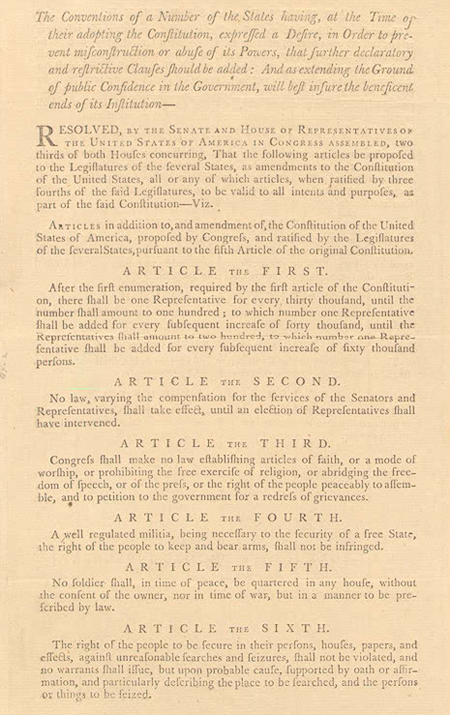 The Conventions of a Number of the States having, at the Time of
their adopting the Conſtitution, expreſſed a Deſire, in Order to pre-
vent miſconſtruction or abuſe of its Powers, that further declaratory
and reſtrictive Clauſes ſhould be added : And as extending the Ground
of public Confidence in the Government, will beſt inſure the beneficent
ends of its Inſtitution—
RESOLVED, BY THE SENATE AND HOUSE OF REPRESENTATIVES OF
THE UNITED STATES OF AMERICA IN CONGRESS ASSEMBLED, two
thirds of both Houſes concurring, That the following articles be propoſed
to the Legiſlatures of the ſeveral States, as amendments to the Conſtitution
of the United States, all or any of which articles, when ratified by three
fourths of the ſaid Legiſlatures, to be valid to all intents and purpoſes, as
part of the ſaid Conſtitution—Viz.
ARTICLES in addition to, and amendment of, the Conſtitution of the United
States of America, propoſed by Congreſs, and ratified by the Legiſlatures
of the ſeveral States, purſuant to the fifth Article of the original Conſtitution.
ARTICLE THE FIRST.
After the firſt enumeration, required by the firſt article of the Conſtituti-
on, there ſhall be one Repreſentative for every thirty thouſand, until the
number ſhall amount to one hundred ; to which number one Repreſentative
ſhall be added for every ſubſequent increaſe of forty thouſand, until the
Repreſentatives ſhall amount to two hundred, to which number one Repre-
ſentative ſhall be added for every ſubſequent increaſe of ſixty thouſand
perſons.
ARTICLE THE SECOND.
No law, varying the compenſation for the ſervices of the Senators and
Repreſentatives, ſhall take effect, until an election of Repreſentatives ſhall
have intervened.
ARTICLE THE THIRD.
Congreſs ſhall make no law eſtabliſhing articles of faith, or a mode of
worſhip, or prohibiting the free exerciſe of religion, or abridging the free-
dom of ſpeech, or of the preſs, or the right of the people peaceably to aſſem-
ble, and to petition to the government for a redreſs of grievances.
ARTICLE THE FOURTH.
A well regulated militia, being neceſſary to the ſecurity of a free State,
the right of the people to keep and bear arms, ſhall not be infringed.
ARTICLE THE FIFTH.
No ſoldier ſhall, in time of peace, be quartered in any houſe, without
the conſent of the owner, nor in time of war, but in a manner to be pre-
ſcribed by law.
ARTICLE THE SIXTH.
The right of the people to be ſecure in their perſons, houſes, papers, and
effects, againſt unreaſonable ſearches and ſeizures, ſhall not be violated, and
no warrants ſhall iſſue, but upon probable cauſe, ſupported by oath or affir-
mation, and particularly deſcribing the place to be ſearched, and the perſons
or things to be ſeized.